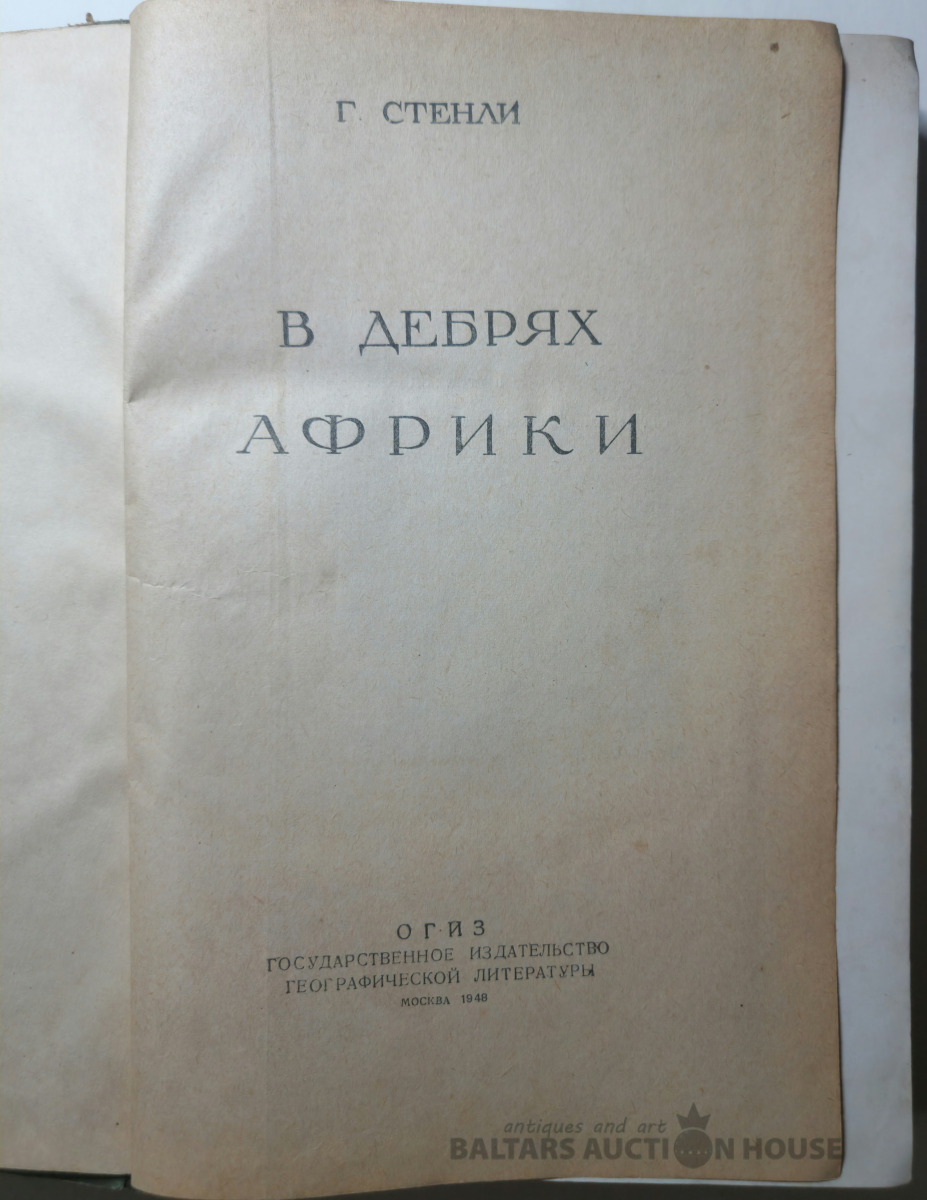 Г. СТЕНЛИ
В ДЕБРЯХ
АФРИКИ
ОГИЗ
ГОСУДАРСТВЕННОЕ ИЗДАТЕЛЬСТВО
ГЕОГРАФИЧЕСКОЙ ЛИТЕРАТУРЫ
МОСКВА 1948
antiques and art
BALTARS AUCTION HOUSE